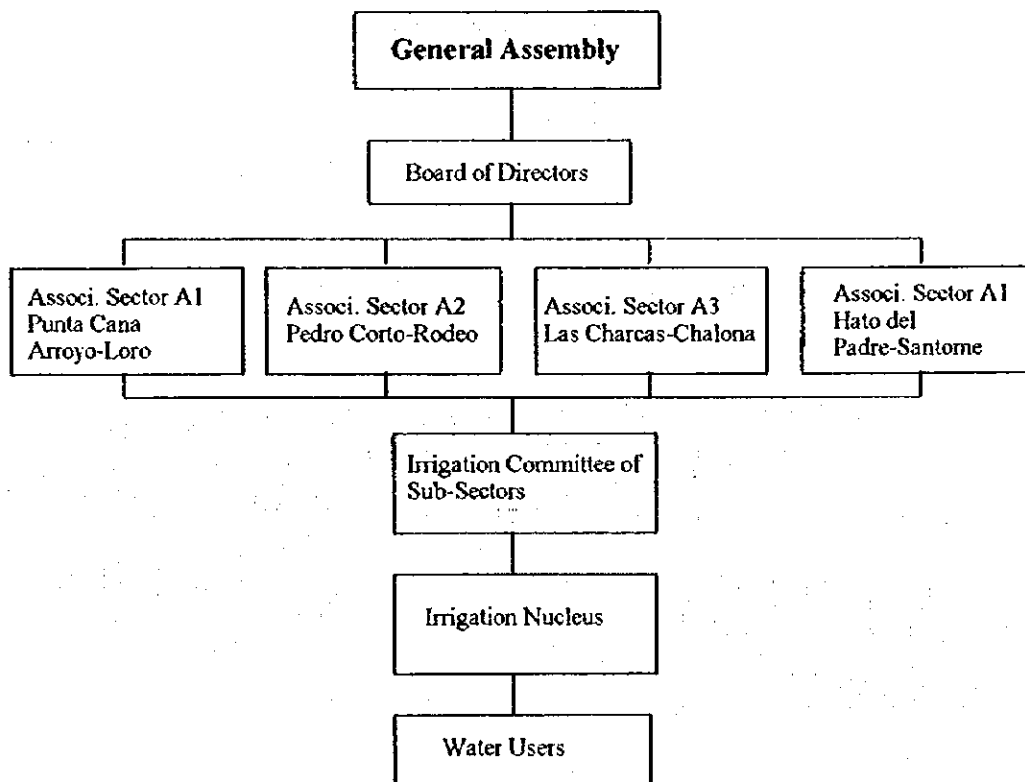 General Assembly
Board of Directors
Associ. Sector A1
Punta Cana
Arroyo-Loro
Associ. Sector A2
Pedro Corto-Rodeo
Associ. Sector A3
Las Charcas-Chalona
Associ. Sector A1
Hato del
Padre-Santome
Irrigation Committee of
Sub-Sectors
Irrigation Nucleus
Water Users